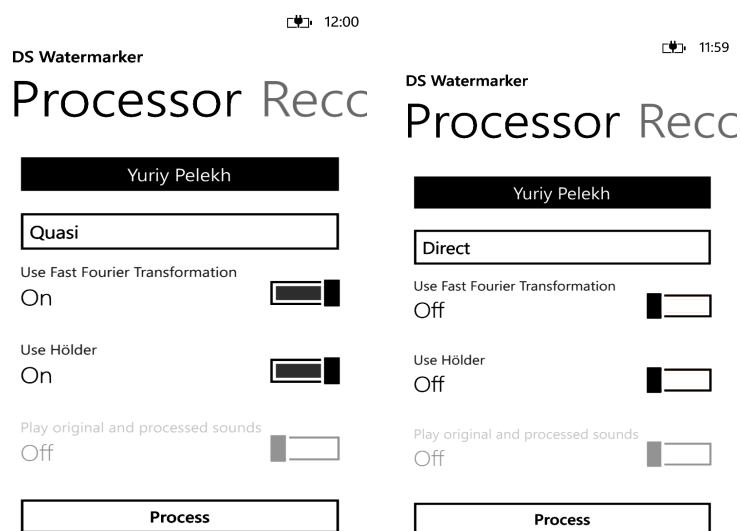 12:00
DS Watermarker
Processor Recc
Yuriy Pelekh
Quasi
Use Fast Fourier Transformation
On
Use Hölder
On
Play original and processed sounds
Off
Process
11:59
DS Watermarker
Processor Recc
Yuriy Pelekh
Direct
Use Fast Fourier Transformation
Off
Use Hölder
Off
Play original and processed sounds
Off
Process